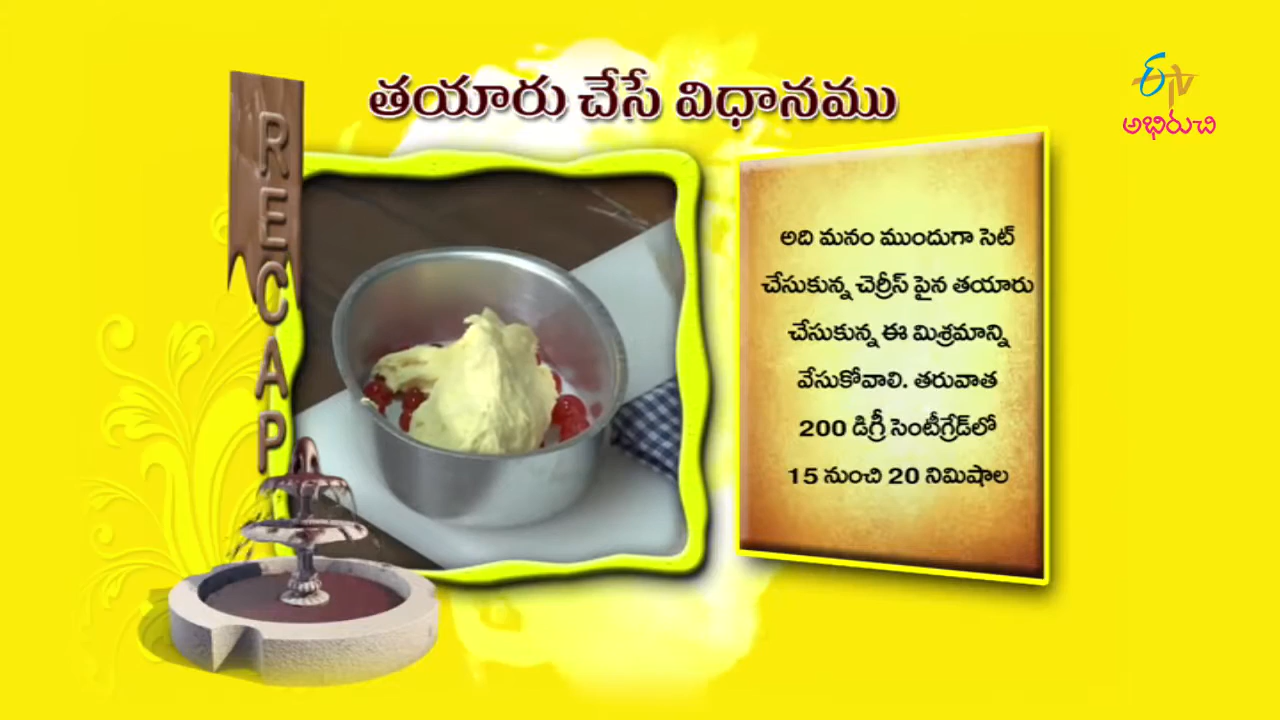 తయారు చేసే విధానము
ETV
అభిరుచి
RECAP
అది మనం ముందుగా సెట్
చేసుకున్న చెర్రీస్ పైన తయారు
చేసుకున్న ఈ మిశ్రమాన్ని
వేసుకోవాలి. తరువాత
200 డిగ్రీ సెంటీగ్రేడ్‌లో
15 నుంచి 20 నిమిషాల